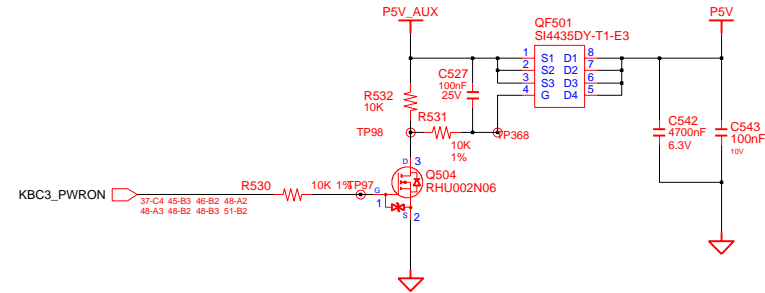 P5V_AUX
QF501
SI4435DY-T1-E3
P5V
1 S1 D1 8
2 S2 D2 7
3 S3 D3 6
4 G D4 5
C527
100nF
25V
R532
10K
R531
TP98
TP368
10K
1%
C542
4700nF
6.3V
C543
100nF
10V
D 3
Q504
RHU002N06
R530
10K 1%
TP97
G
1
S
2
KBC3_PWRON
37-C4 45-B3 46-B2 48-A2
48-A3 48-B2 48-B3 51-B2